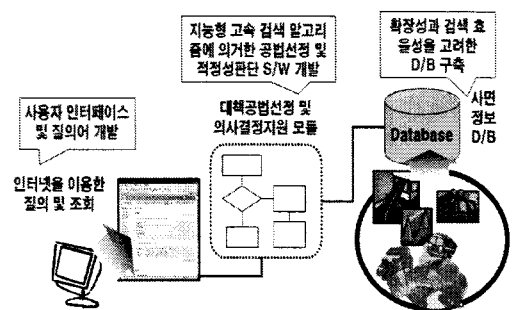 지능형 고속 검색 알고리
즘에 의거한 공법선정 및
적정성판단 S/W 개발
확장성과 검색 효
율성을 고려한
D/B 구축
사용자 인터페이스
및 질의어 개발
대책공법선정 및
의사결정지원 모듈
Database
사면
정보
D/B
인터넷을 이용한
질의 및 조회